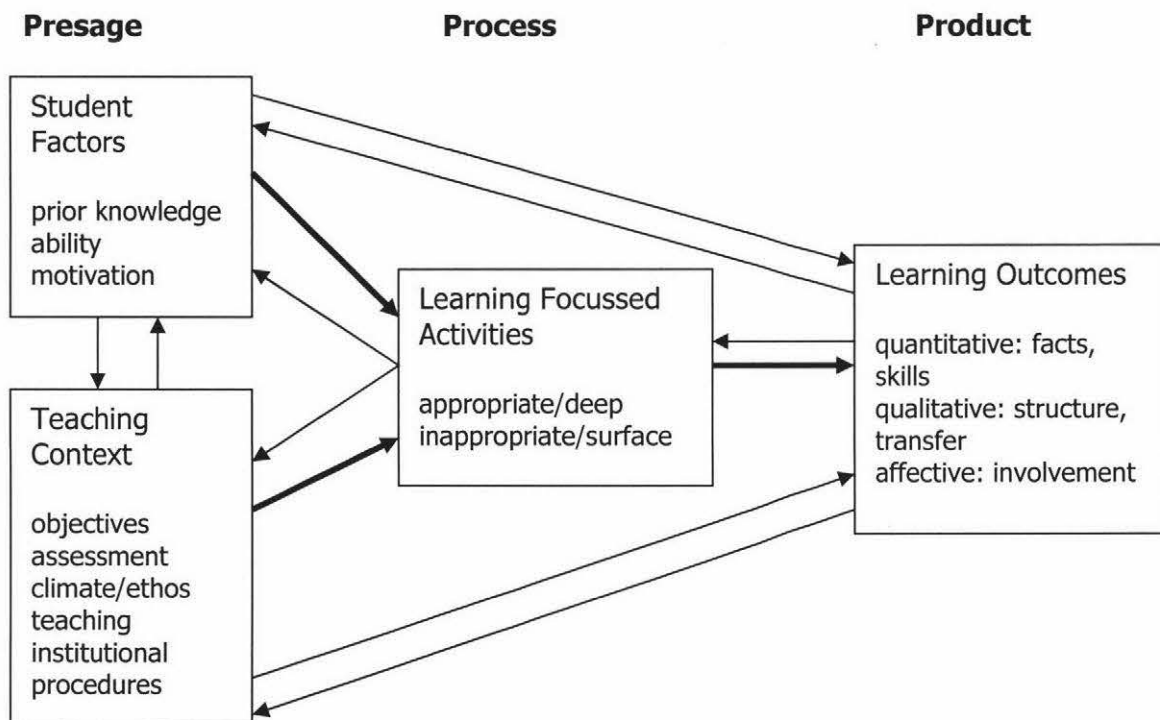 Presage
Process
Product
Student
Factors
prior knowledge
ability
motivation
Teaching
Context
objectives
assessment
climate/ethos
teaching
institutional
procedures
Learning Focussed
Activities
appropriate/deep
inappropriate/surface
Learning Outcomes
quantitative: facts,
skills
qualitative: structure,
transfer
affective: involvement